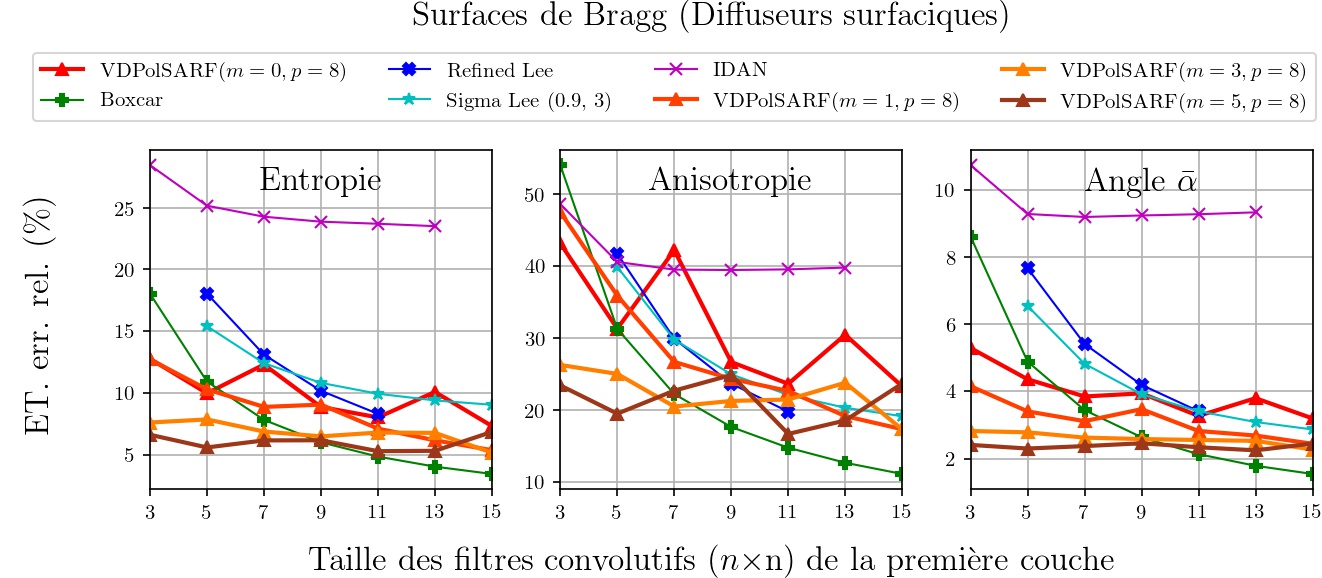 Surfaces de Bragg (Diffuseurs surfaciques)
VDPolSARF(m = 0, p = 8) Refined Lee IDAN VDPolSARF(m = 3, p = 8)
Boxcar Sigma Lee (0.9, 3) VDPolSARF(m = 1, p = 8) VDPolSARF(m = 5, p = 8)
ET. err. rel. (%)
Entropie
25
20
15
10
5
3 5 7 9 11 13 15
Anisotropie
50
40
30
20
10
3 5 7 9 11 13 15
Angle ᾱ
10
8
6
4
2
3 5 7 9 11 13 15
Taille des filtres convolutifs (n×n) de la première couche